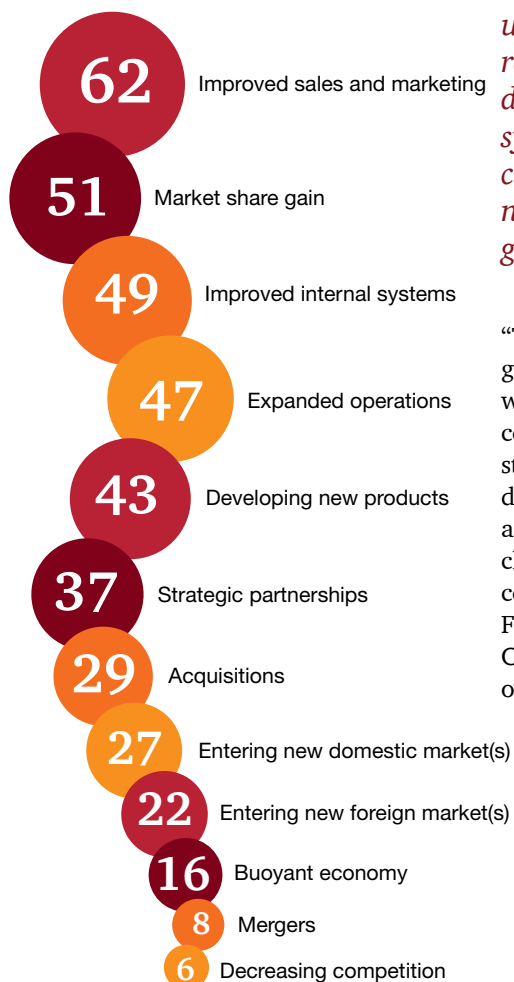 62
Improved sales and marketing
51
Market share gain
49
Improved internal systems
47
Expanded operations
43
Developing new products
37
Strategic partnerships
29
Acquisitions
27
Entering new domestic market(s)
22
Entering new foreign market(s)
16
Buoyant economy
8
Mergers
6
Decreasing competition